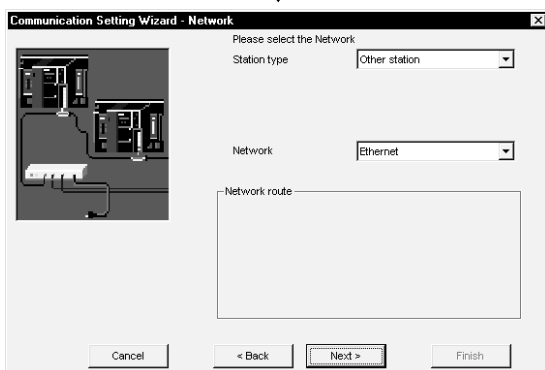 Communication Setting Wizard - Network
Please select the Network
Station type
Other station
Network
Ethernet
Network route
Cancel
< Back
Next >
Finish